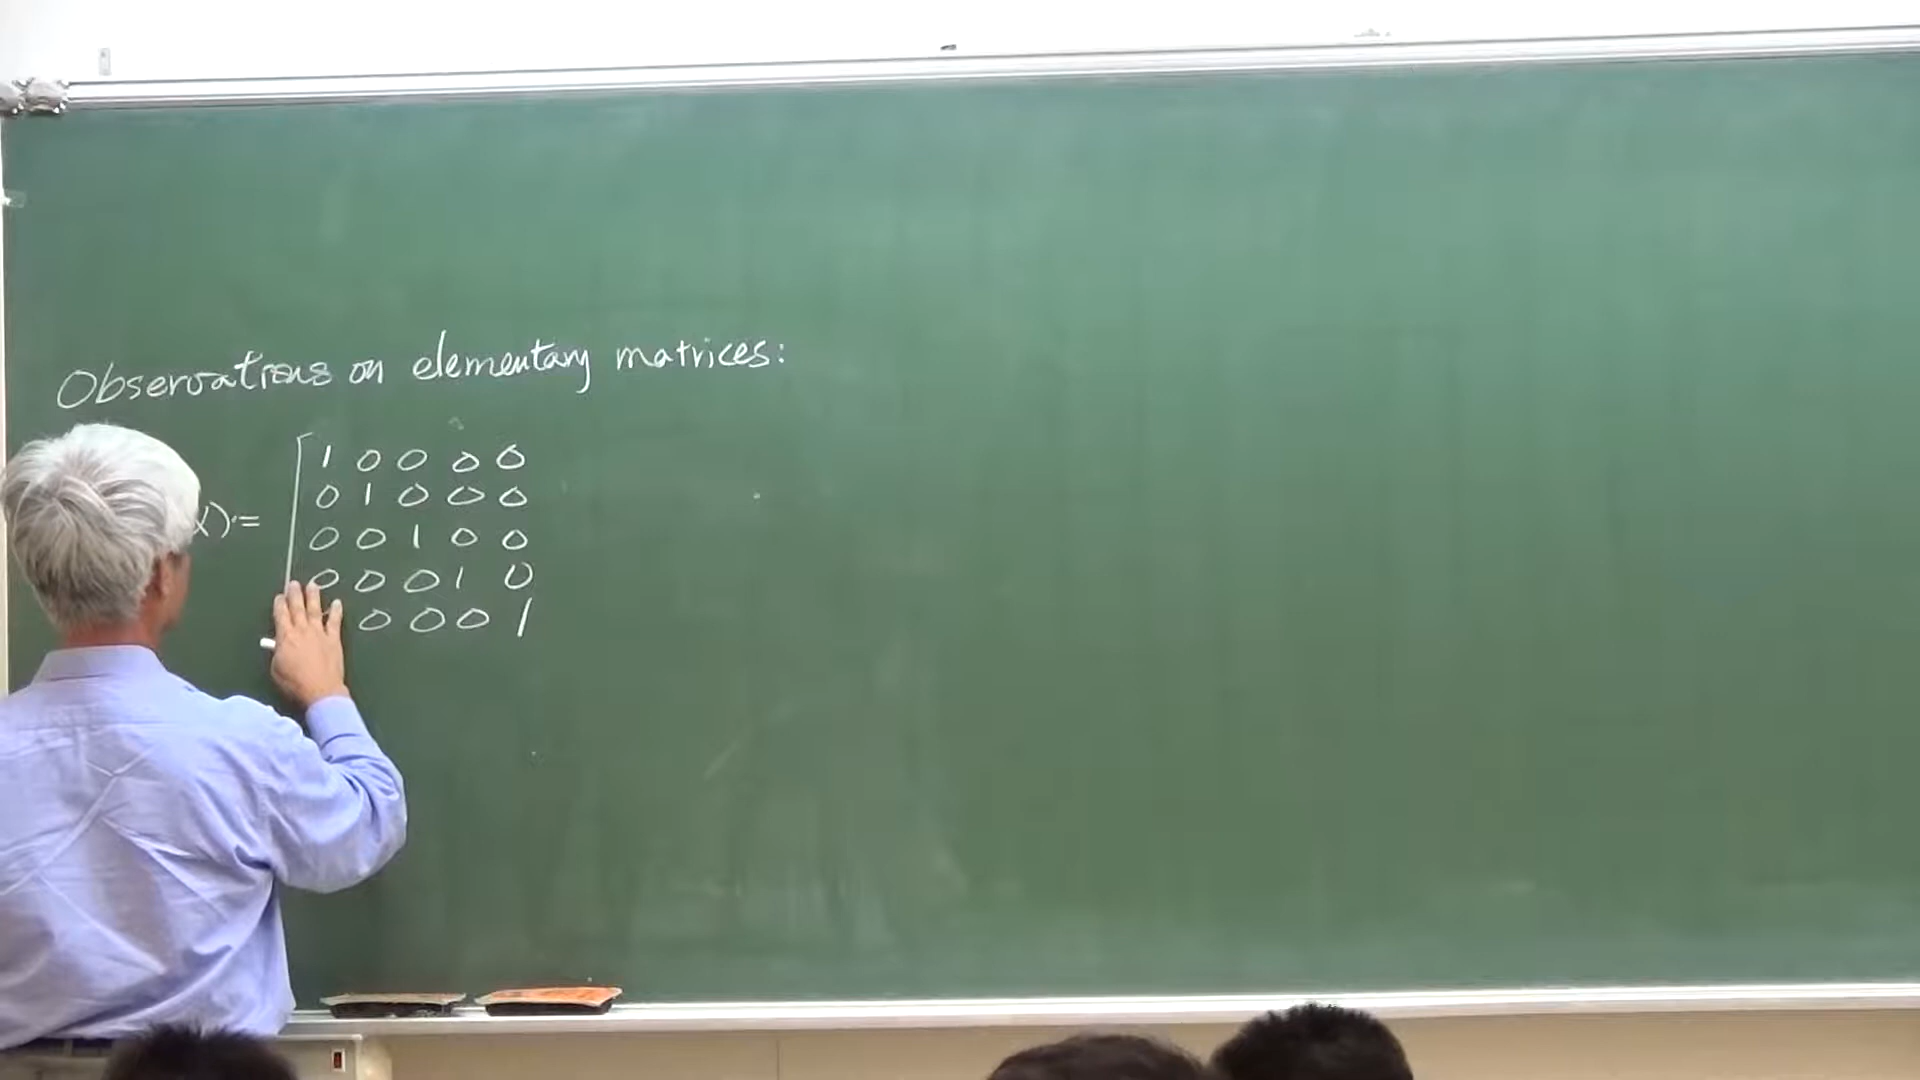 Observations on elementary matrices:
1 0 0 0 0
0 1 0 0 0
) := 0 0 1 0 0
0 0 0 1 0
0 0 0 1